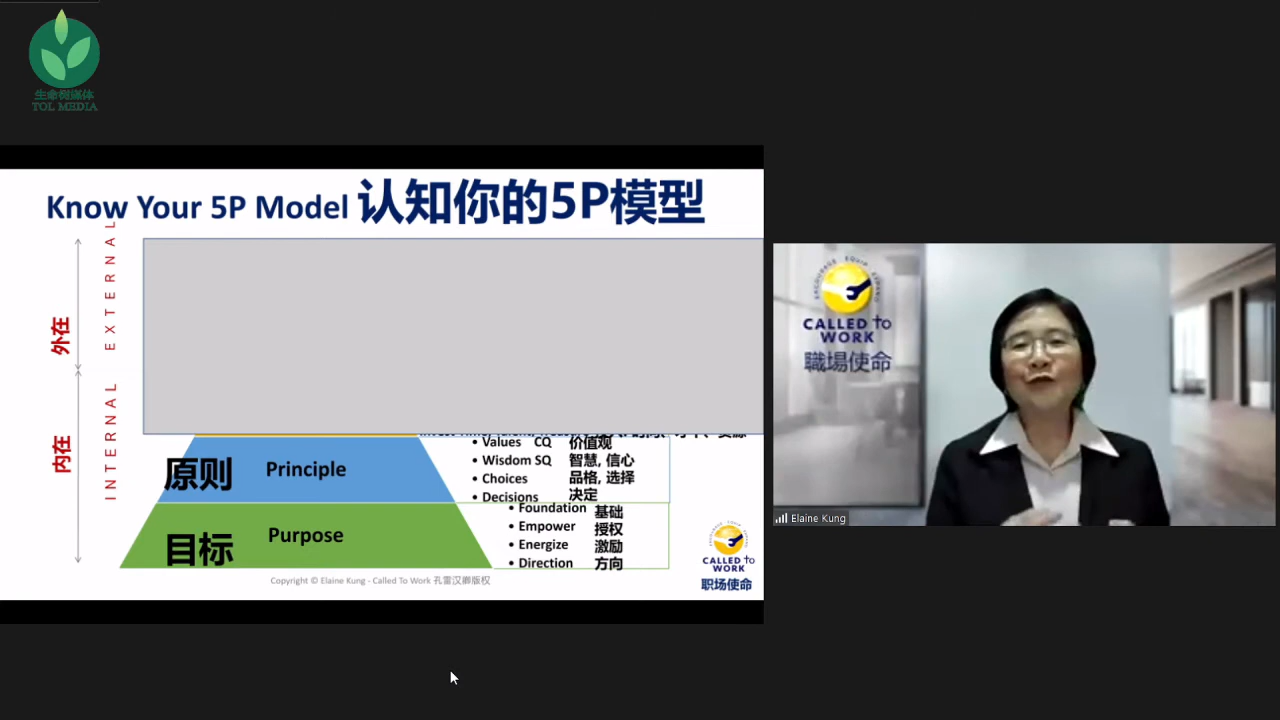 生命树媒体
TOL MEDIA
Know Your 5P Model 认知你的5P模型
外在
EXTERNAL
内在
INTERNAL
原则 Principle
• Values CQ 价值观
• Wisdom SQ 智慧, 信心
• Choices 品格, 选择
• Decisions 决定
目标 Purpose
• Foundation 基础
• Empower 授权
• Energize 激励
• Direction 方向
Copyright © Elaine Kung - Called To Work 孔雷汉卿版权
CALLED TO
WORK
职场使命
ENCOURAGE EQUIP EXPAND
CALLED TO
WORK
職場使命
Elaine Kung